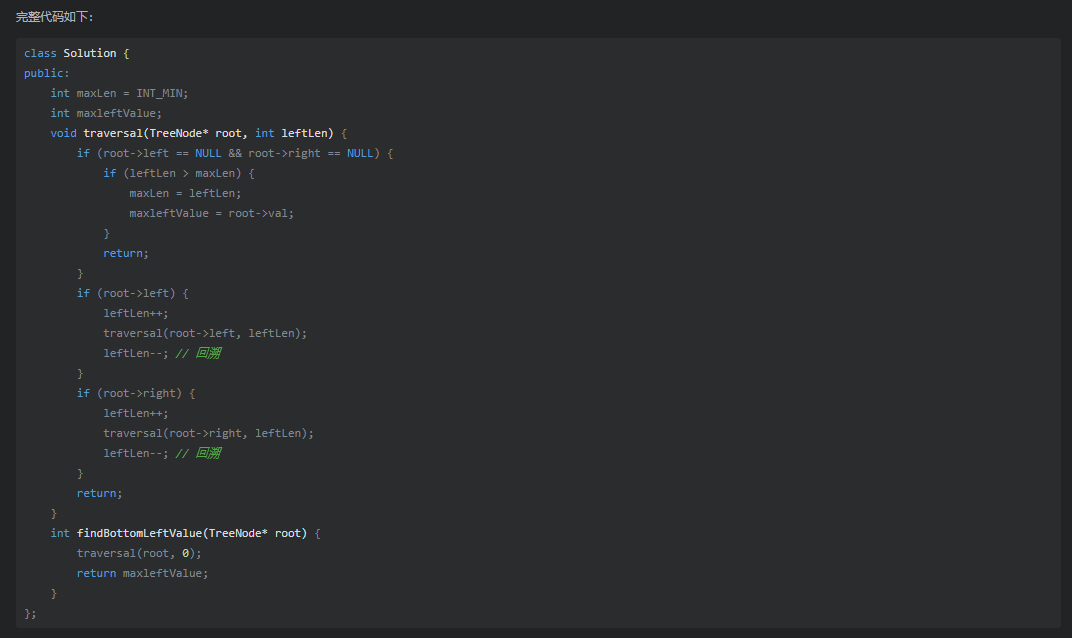 完整代码如下:
class Solution {
public:
    int maxLen = INT_MIN;
    int maxleftValue;
    void traversal(TreeNode* root, int leftLen) {
        if (root->left == NULL && root->right == NULL) {
            if (leftLen > maxLen) {
                maxLen = leftLen;
                maxleftValue = root->val;
            }
            return;
        }
        if (root->left) {
            leftLen++;
            traversal(root->left, leftLen);
            leftLen--; // 回溯
        }
        if (root->right) {
            leftLen++;
            traversal(root->right, leftLen);
            leftLen--; // 回溯
        }
        return;
    }
    int findBottomLeftValue(TreeNode* root) {
        traversal(root, 0);
        return maxleftValue;
    }
};